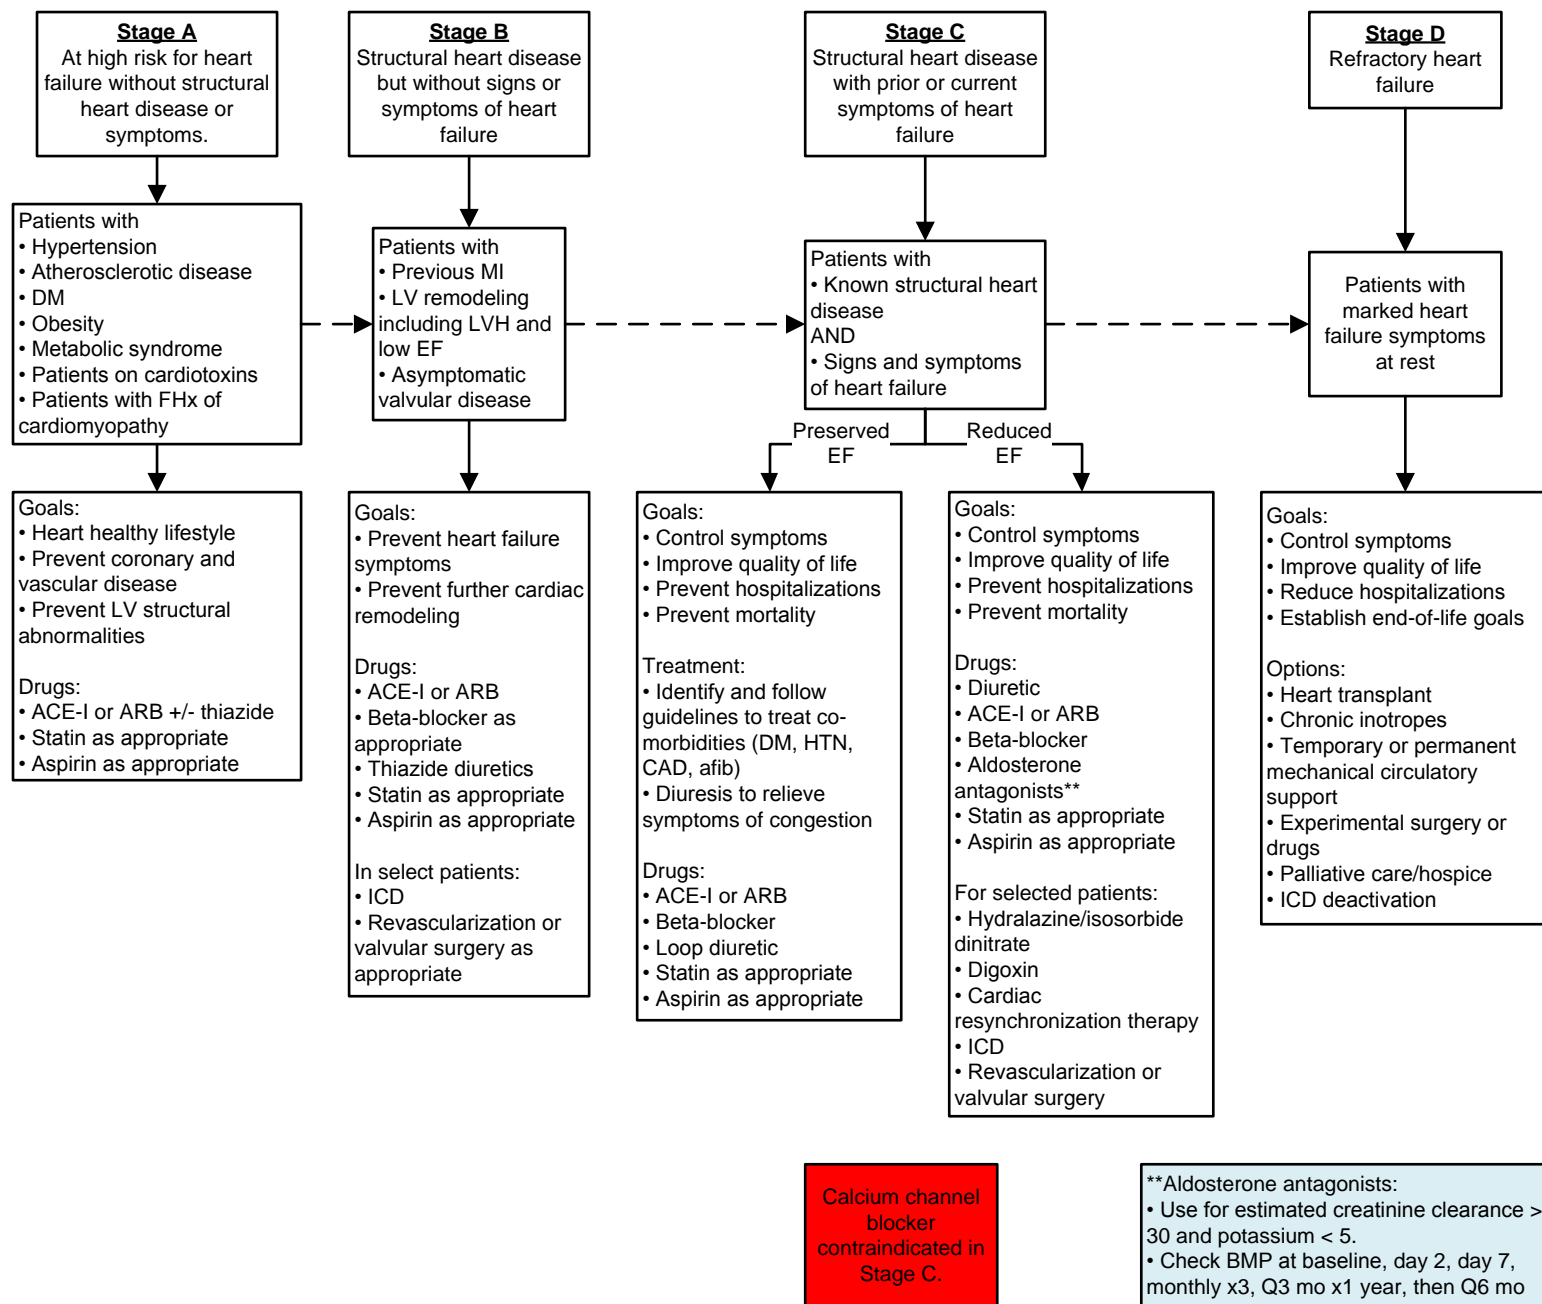 Stage A
At high risk for heart
failure without structural
heart disease or
symptoms.
Stage B
Structural heart disease
but without signs or
symptoms of heart
failure
Stage C
Structural heart disease
with prior or current
symptoms of heart
failure
Stage D
Refractory heart
failure
Patients with
• Hypertension
• Atherosclerotic disease
• DM
• Obesity
• Metabolic syndrome
• Patients on cardiotoxins
• Patients with FHx of
cardiomyopathy
Patients with
• Previous MI
• LV remodeling
including LVH and
low EF
• Asymptomatic
valvular disease
Patients with
• Known structural heart
disease
AND
• Signs and symptoms
of heart failure
Patients with
marked heart
failure symptoms
at rest
Preserved
EF
Reduced
EF
Goals:
• Heart healthy lifestyle
• Prevent coronary and
vascular disease
• Prevent LV structural
abnormalities
Drugs:
• ACE-I or ARB +/- thiazide
• Statin as appropriate
• Aspirin as appropriate
Goals:
• Prevent heart failure
symptoms
• Prevent further cardiac
remodeling
Drugs:
• ACE-I or ARB
• Beta-blocker as
appropriate
• Thiazide diuretics
• Statin as appropriate
• Aspirin as appropriate
In select patients:
• ICD
• Revascularization or
valvular surgery as
appropriate
Goals:
• Control symptoms
• Improve quality of life
• Prevent hospitalizations
• Prevent mortality
Treatment:
• Identify and follow
guidelines to treat co-
morbidities (DM, HTN,
CAD, afib)
• Diuresis to relieve
symptoms of congestion
Drugs:
• ACE-I or ARB
• Beta-blocker
• Loop diuretic
• Statin as appropriate
• Aspirin as appropriate
Goals:
• Control symptoms
• Improve quality of life
• Prevent hospitalizations
• Prevent mortality
Drugs:
• Diuretic
• ACE-I or ARB
• Beta-blocker
• Aldosterone
antagonists**
• Statin as appropriate
• Aspirin as appropriate
For selected patients:
• Hydralazine/isosorbide
dinitrate
• Digoxin
• Cardiac
resynchronization therapy
• ICD
• Revascularization or
valvular surgery
Goals:
• Control symptoms
• Improve quality of life
• Reduce hospitalizations
• Establish end-of-life goals
Options:
• Heart transplant
• Chronic inotropes
• Temporary or permanent
mechanical circulatory
support
• Experimental surgery or
drugs
• Palliative care/hospice
• ICD deactivation
Calcium channel
blocker
contraindicated in
Stage C.
**Aldosterone antagonists:
• Use for estimated creatinine clearance >
30 and potassium < 5.
• Check BMP at baseline, day 2, day 7,
monthly x3, Q3 mo x1 year, then Q6 mo